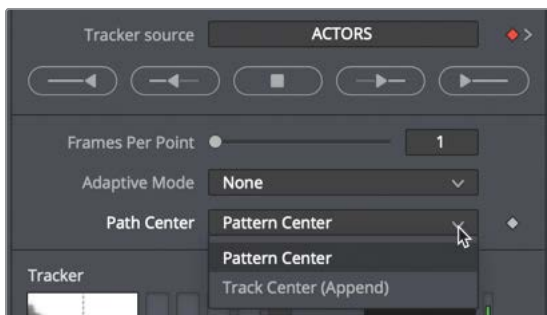 Tracker source ACTORS
Frames Per Point 1
Adaptive Mode None
Path Center Pattern Center
Pattern Center
Track Center (Append)
Tracker